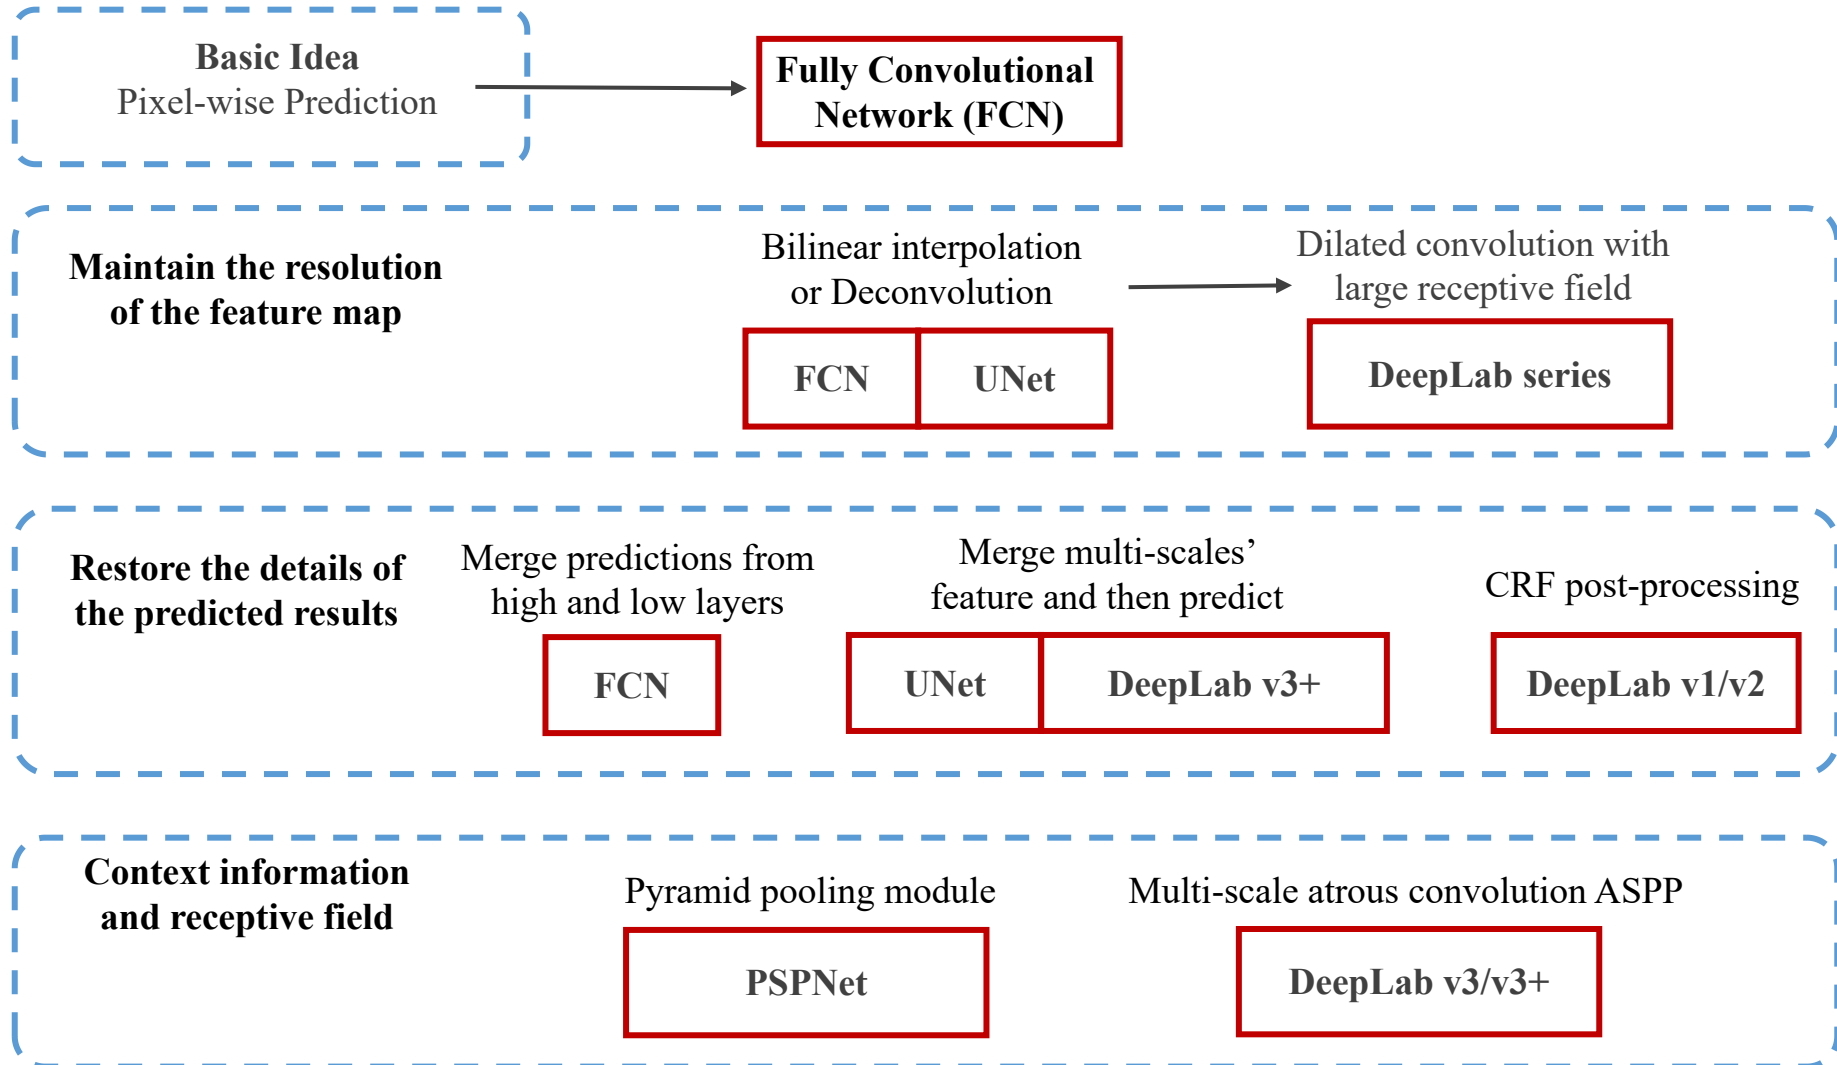 Basic Idea
Pixel-wise Prediction
Fully Convolutional
Network (FCN)
Maintain the resolution
of the feature map
Bilinear interpolation
or Deconvolution
FCN
UNet
Dilated convolution with
large receptive field
DeepLab series
Restore the details of
the predicted results
Merge predictions from
high and low layers
FCN
Merge multi-scales’
feature and then predict
UNet
DeepLab v3+
CRF post-processing
DeepLab v1/v2
Context information
and receptive field
Pyramid pooling module
PSPNet
Multi-scale atrous convolution ASPP
DeepLab v3/v3+